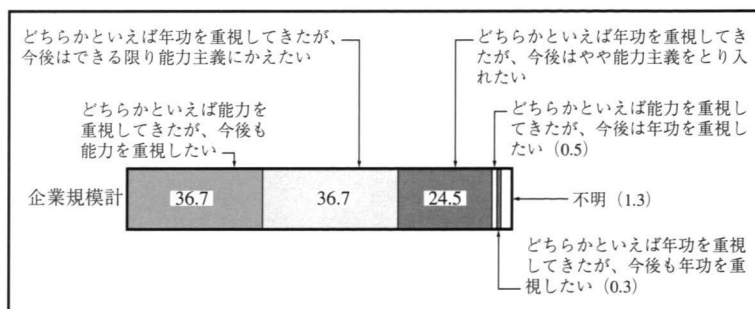 どちらかといえば年功を重視してきたが、
今後はできる限り能力主義にかえたい
どちらかといえば年功を重視してき
たが、今後はやや能力主義をとり入
れたい
どちらかといえば能力を
重視してきたが、今後も
能力を重視したい
どちらかといえば能力を重視し
てきたが、今後は年功を重視し
たい（0.5）
企業規模計
36.7
36.7
24.5
不明（1.3）
どちらかといえば年功を重視
してきたが、今後も年功を重
視したい（0.3）